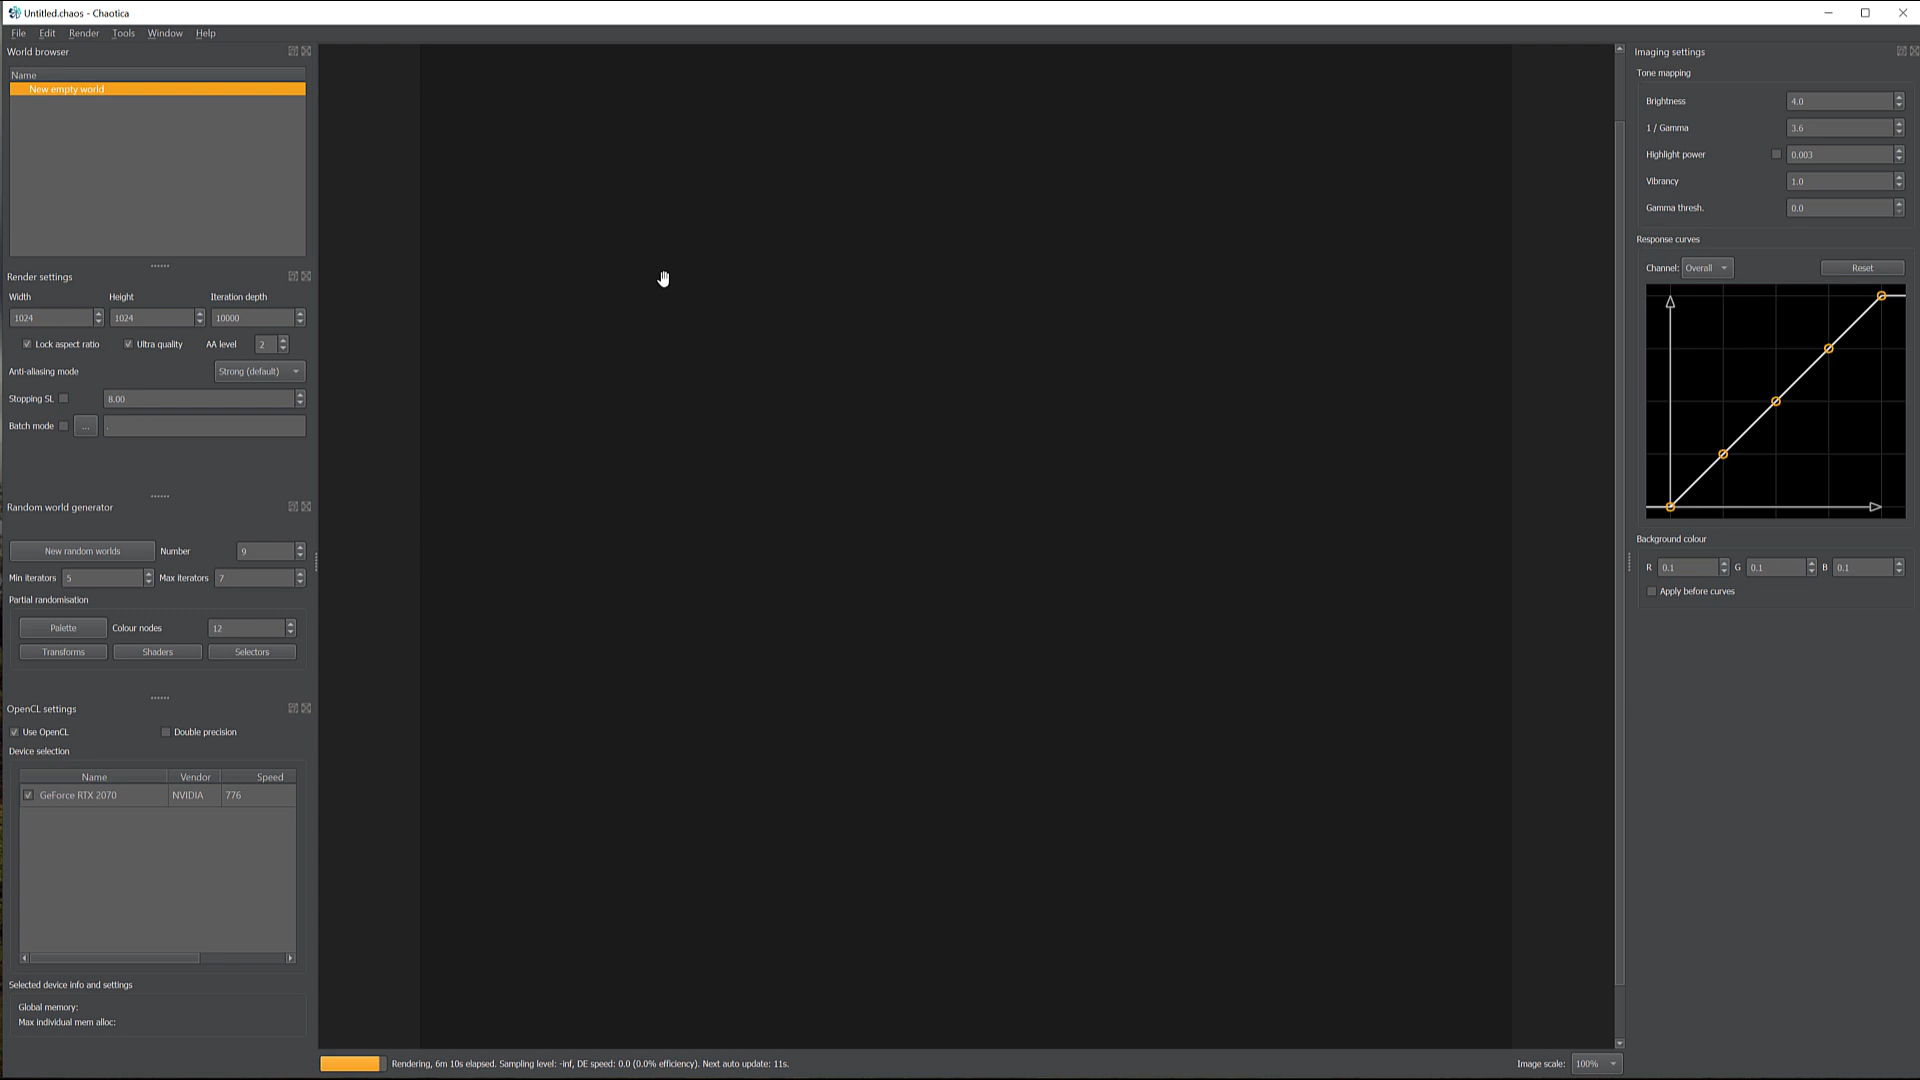 Untitled.chaos - Chaotica
File Edit Render Tools Window Help
World browser
Name
New empty world
Render settings
Width Height Iteration depth
1024 1024 10000
Lock aspect ratio Ultra quality AA level 2
Anti-aliasing mode Strong (default)
Stopping SL 8.00
Batch mode ... .
Random world generator
New random worlds Number 9
Min iterators 5 Max iterators 7
Partial randomisation
Palette Colour nodes 12
Transforms Shaders Selectors
OpenCL settings
Use OpenCL Double precision
Device selection
Name Vendor Speed
GeForce RTX 2070 NVIDIA 776
Selected device info and settings
Global memory:
Max individual mem alloc:
Rendering, 6m 10s elapsed. Sampling level: -inf, DE speed: 0.0 (0.0% efficiency). Next auto update: 11s.
Image scale: 100%
Imaging settings
Tone mapping
Brightness 4.0
1 / Gamma 3.6
Highlight power 0.003
Vibrancy 1.0
Gamma thresh. 0.0
Response curves
Channel: Overall Reset
Background colour
R 0.1 G 0.1 B 0.1
Apply before curves